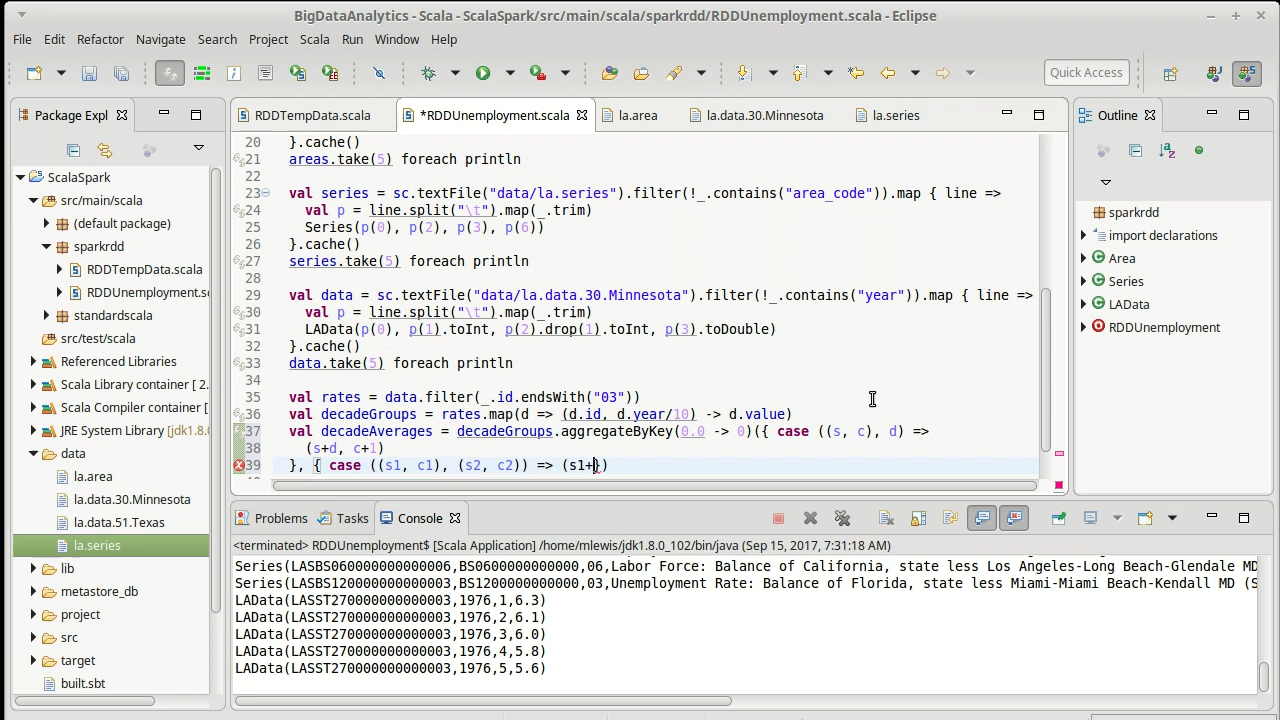 BigDataAnalytics - Scala - ScalaSpark/src/main/scala/sparkrdd/RDDUnemployment.scala - Eclipse
File Edit Refactor Navigate Search Project Scala Run Window Help
Quick Access
Package Expl
ScalaSpark
src/main/scala
(default package)
sparkrdd
RDDTempData.scala
RDDUnemployment.sc
standardscala
src/test/scala
Referenced Libraries
Scala Library container [ 2.
Scala Compiler container [
JRE System Library [jdk1.8.0
data
la.area
la.data.30.Minnesota
la.data.51.Texas
la.series
lib
metastore_db
project
src
target
built.sbt
RDDTempData.scala *RDDUnemployment.scala la.area la.data.30.Minnesota la.series
20 }.cache()
21 areas.take(5) foreach println
22
23 val series = sc.textFile("data/la.series").filter(!_.contains("area_code")).map { line =>
24 val p = line.split("\t").map(_.trim)
25 Series(p(0), p(2), p(3), p(6))
26 }.cache()
27 series.take(5) foreach println
28
29 val data = sc.textFile("data/la.data.30.Minnesota").filter(!_.contains("year")).map { line =>
30 val p = line.split("\t").map(_.trim)
31 LAData(p(0), p(1).toInt, p(2).drop(1).toInt, p(3).toDouble)
32 }.cache()
33 data.take(5) foreach println
34
35 val rates = data.filter(_.id.endsWith("03"))
36 val decadeGroups = rates.map(d => (d.id, d.year/10) -> d.value)
37 val decadeAverages = decadeGroups.aggregateByKey(0.0 -> 0)({ case ((s, c), d) =>
38 (s+d, c+1)
39 }, { case ((s1, c1), (s2, c2)) => (s1+})
Outline
sparkrdd
import declarations
Area
Series
LAData
RDDUnemployment
Problems Tasks Console
<terminated> RDDUnemployment$ [Scala Application] /home/mlewis/jdk1.8.0_102/bin/java (Sep 15, 2017, 7:31:18 AM)
Series(LASBS060000000000006,BS0600000000000,06,Labor Force: Balance of California, state less Los Angeles-Long Beach-Glendale MD
Series(LASBS120000000000003,BS1200000000000,03,Unemployment Rate: Balance of Florida, state less Miami-Miami Beach-Kendall MD (S
LAData(LASST270000000000003,1976,1,6.3)
LAData(LASST270000000000003,1976,2,6.1)
LAData(LASST270000000000003,1976,3,6.0)
LAData(LASST270000000000003,1976,4,5.8)
LAData(LASST270000000000003,1976,5,5.6)